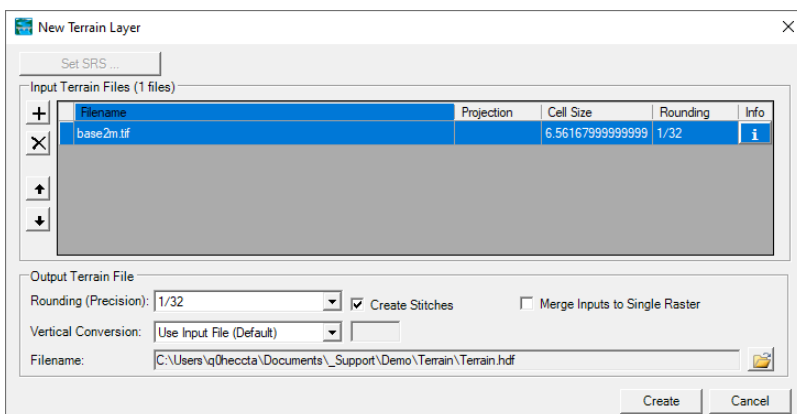 New Terrain Layer
Set SRS ...
Input Terrain Files (1 files)
Filename Projection Cell Size Rounding Info
base2m.tif 6.56167999999999 1/32 i
Output Terrain File
Rounding (Precision): 1/32 Create Stitches Merge Inputs to Single Raster
Vertical Conversion: Use Input File (Default)
Filename: C:\Users\q0heccta\Documents\_Support\Demo\Terrain\Terrain.hdf
Create Cancel